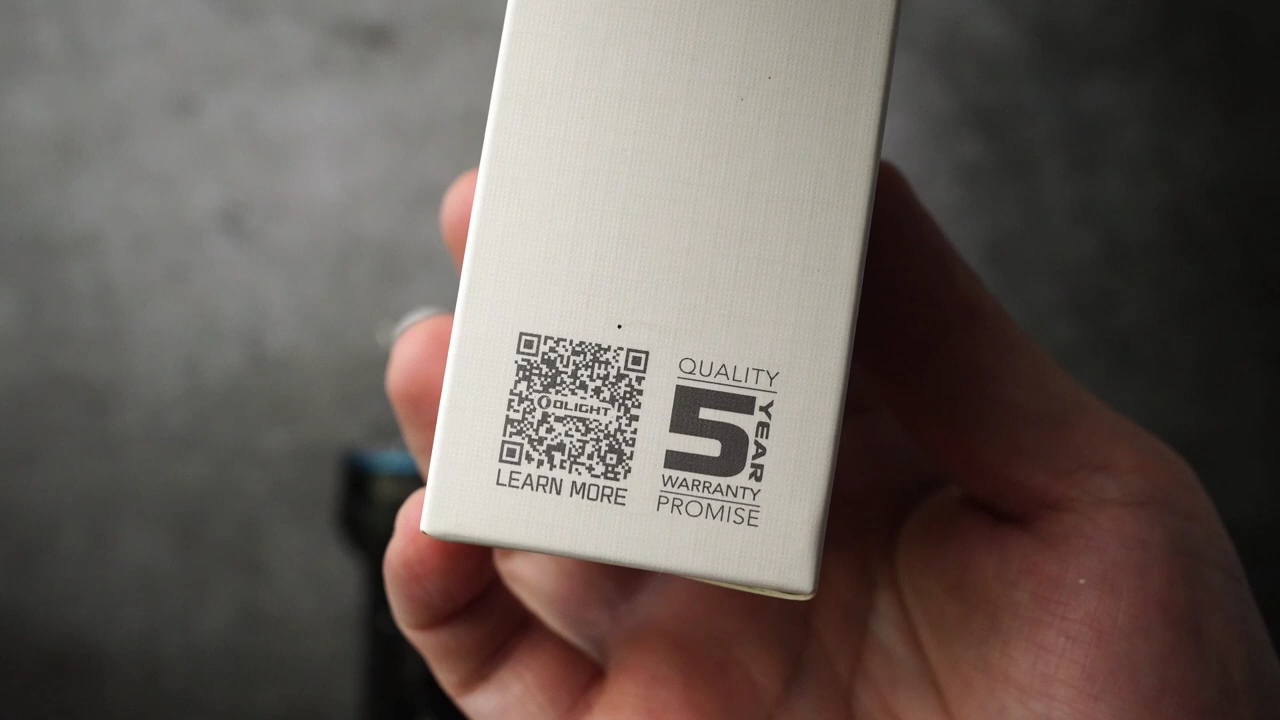 OLIGHT
LEARN MORE
QUALITY
5 YEAR
WARRANTY
PROMISE